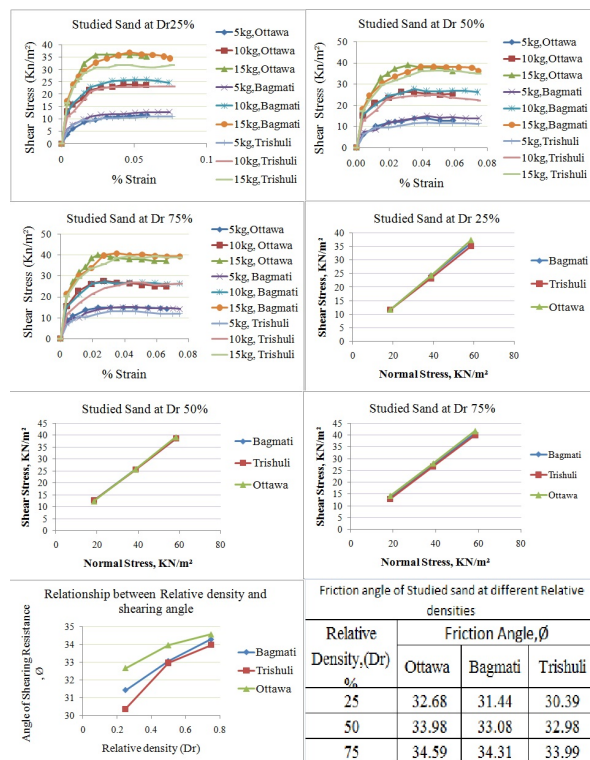 Studied Sand at Dr25%
Shear Stress (Kn/m²)
40
35
30
25
20
15
10
5
0
0
0.05
0.1
% Strain
5kg,Ottawa
10kg,Ottawa
15kg,Ottawa
5kg,Bagmati
10kg,Bagmati
15kg,Bagmati
5kg,Trishuli
10kg, Trishuli
15kg, Trishuli
Studied Sand at Dr 50%
Shear Stress (Kn/m²)
50
40
30
20
10
0
0.00
0.02
0.04
0.06
0.08
% Strain
5kg,Ottawa
10kg,Ottawa
15kg,Ottawa
5kg,Bagmati
10kg,Bagmati
15kg,Bagmati
5kg,Trishuli
10kg,Trishuli
15kg, Trishuli
Studied Sand at Dr 75%
Shear Stress (Kn/m²)
50
40
30
20
10
0
0.00
0.02
0.04
0.06
0.08
% Strain
5kg,Ottawa
10kg, Ottawa
15kg, Ottawa
5kg, Bagmati
10kg, Bagmati
15kg, Bagmati
5kg, Trishuli
10kg, Trishuli
15kg, Trishuli
Studied Sand at Dr 25%
Shear Stress, KN/m²
40
35
30
25
20
15
10
5
0
0
20
40
60
80
Normal Stress, KN/m²
Bagmati
Trishuli
Ottawa
Studied Sand at Dr 50%
Shear Stress, KN/m²
45
40
35
30
25
20
15
10
5
0
0
20
40
60
80
Normal Stress, KN/m²
Bagmati
Trishuli
Ottawa
Studied Sand at Dr 75%
Shear Stress, KN/m²
45
40
35
30
25
20
15
10
5
0
0
20
40
60
80
Normal Stress, KN/m²
Bagmati
Trishuli
Ottawa
Relationship between Relative density and
shearing angle
Angle of Shearing Resistance
, Ø
35
34
33
32
31
30
0
0.2
0.4
0.6
0.8
Relative density (Dr)
Bagmati
Trishuli
Ottawa
Friction angle of Studied sand at different Relative
densities
Relative Friction Angle,Ø
Density,(Dr) Ottawa Bagmati Trishuli
%
25 32.68 31.44 30.39
50 33.98 33.08 32.98
75 34.59 34.31 33.99